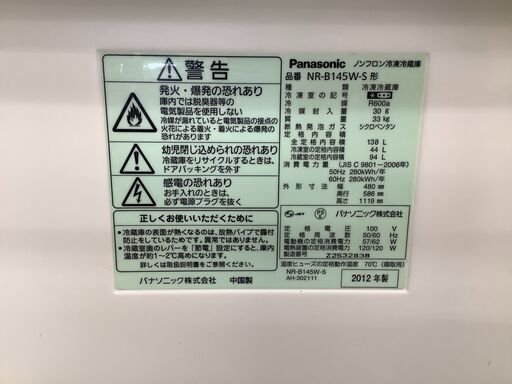 ⚠警告
発火・爆発の恐れあり
庫内では脱臭器等の
電気製品を使用しない
冷媒が漏れていると電気製品の接点の
火花による着火・爆発の恐れあり
幼児閉じ込められの恐れあり
冷蔵庫をリサイクルするときは、
ドアパッキングを外す
感電の恐れあり
お手入れのときは、
必ず電源プラグを抜く
正しくお使いいただくために
●冷蔵庫の表面が熱くなるのは、放熱パイプで露付
防止をしているためで、異常ではありません。
●冷蔵室奥のレバーを「節電」設定にすると、庫内
温度が約1~2℃上昇します。
詳しくは取扱説明書をご覧ください。
パナソニック株式会社 中国製
Panasonic ノンフロン冷凍冷蔵庫
品番 NR-B145W-S 形
種類 冷凍冷蔵庫
冷凍室の記号
冷媒 R600a
冷媒封入量 30 g
質量 33 kg
断熱発泡ガス シクロペンタン
定格内容積
全定格内容積 138 L
冷凍室の定格内容積 44 L
冷蔵室の定格内容積 94 L
消費電力量 (JIS C 9801-2006年)
50Hz 280kWh/年
60Hz 280kWh/年
外形寸法 幅 480 mm
奥行 586 mm
高さ 1119 mm
JET PSE パナソニック株式会社
定格電圧 100 V
定格周波数 50/60 Hz
電動機の定格消費電力 57/62 W
電熱装置の定格消費電力 120/120 W
製造番号 Z2532838
温度ヒューズの定格動作温度 70℃ (霜取用)
NR-B145W-S
AH-302111
2012 年製